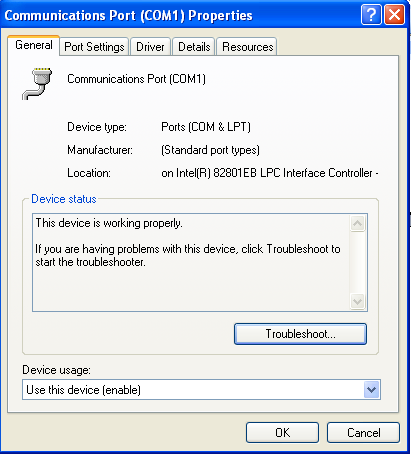 Communications Port (COM1) Properties
General
Port Settings
Driver
Details
Resources
Communications Port (COM1)
Device type: Ports (COM & LPT)
Manufacturer: (Standard port types)
Location: on Intel(R) 82801EB LPC Interface Controller -
Device status
This device is working properly.
If you are having problems with this device, click Troubleshoot to
start the troubleshooter.
Troubleshoot...
Device usage:
Use this device (enable)
OK
Cancel